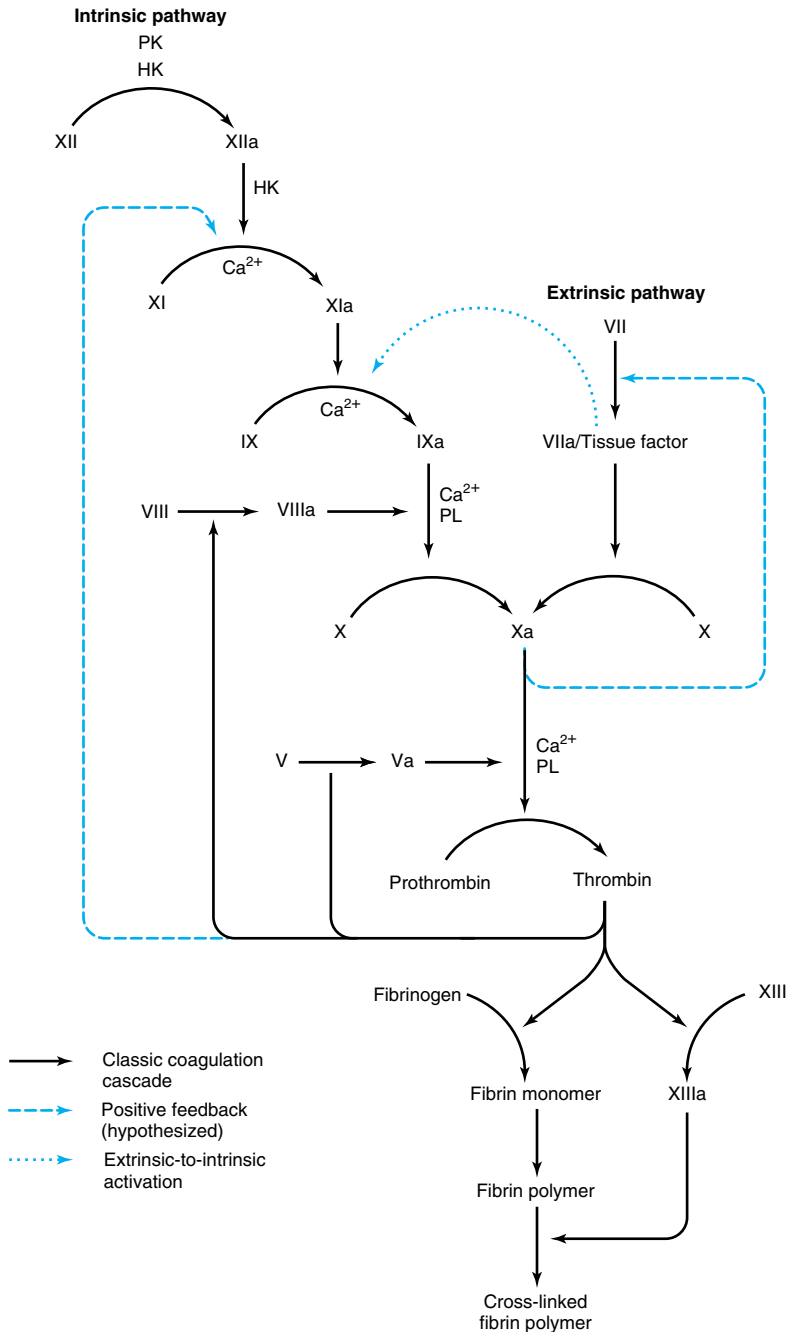 Intrinsic pathway
PK
HK
XII
XIIa
HK
Ca2+
XI
XIa
Extrinsic pathway
VII
Ca2+
IX
IXa
VIIa/Tissue factor
Ca2+
PL
VIII
VIIIa
X
Xa
X
Ca2+
PL
V
Va
Prothrombin
Thrombin
Fibrinogen
XIII
Fibrin monomer
XIIIa
Fibrin polymer
Cross-linked
fibrin polymer
Classic coagulation
cascade
Positive feedback
(hypothesized)
Extrinsic-to-intrinsic
activation